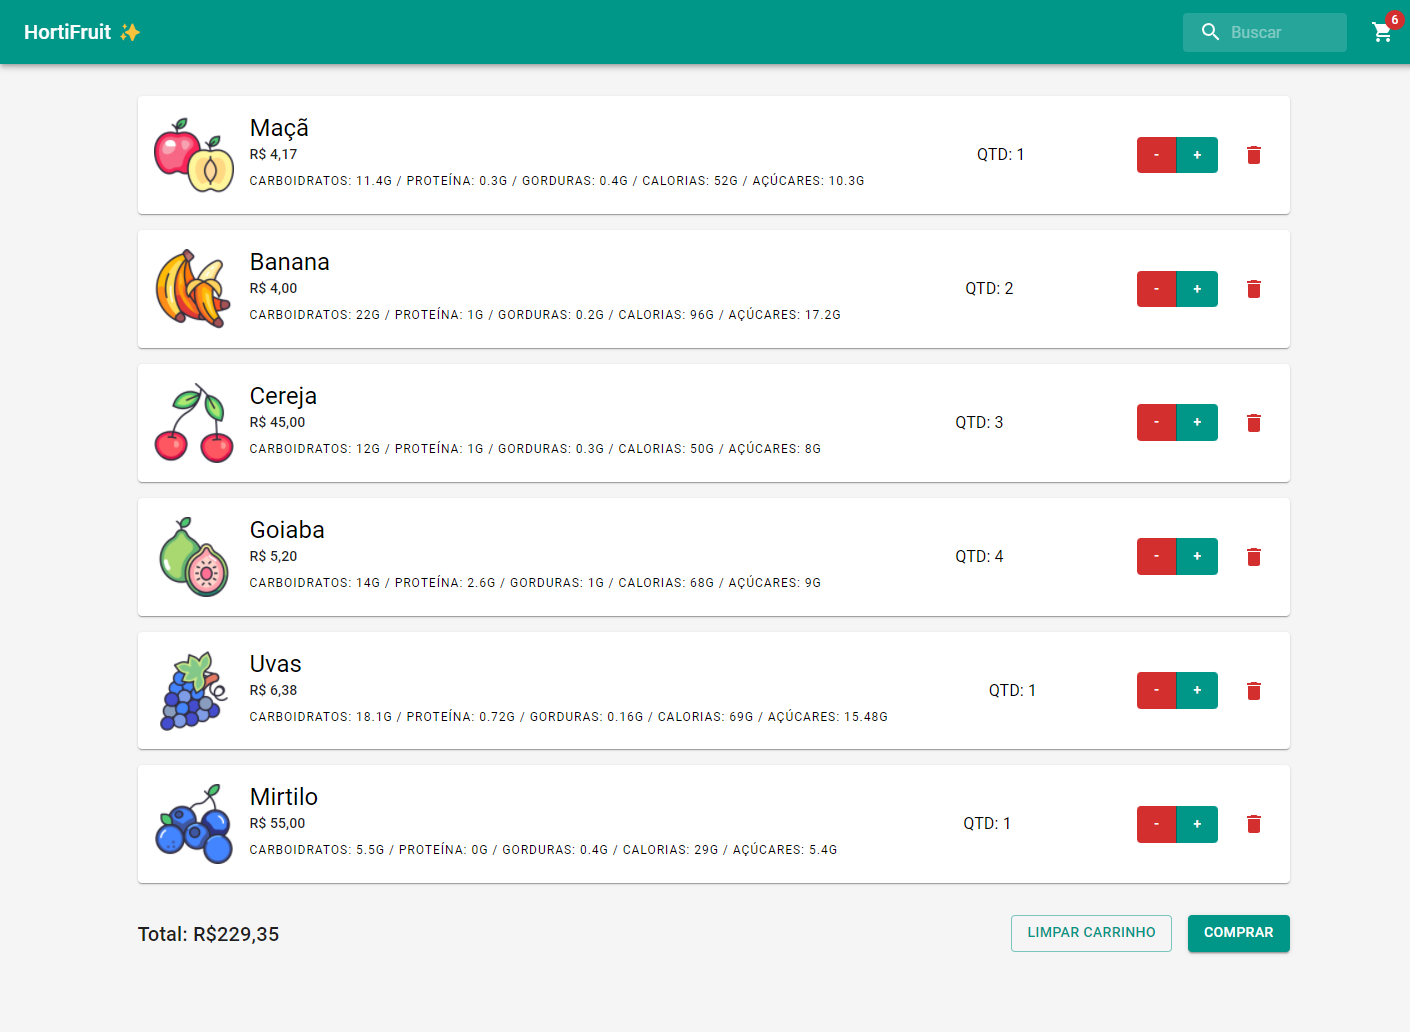 HortiFruit ✨
Buscar
6
Maçã
R$ 4,17
CARBOIDRATOS: 11.4G / PROTEÍNA: 0.3G / GORDURAS: 0.4G / CALORIAS: 52G / AÇÚCARES: 10.3G
QTD: 1
- +
Banana
R$ 4,00
CARBOIDRATOS: 22G / PROTEÍNA: 1G / GORDURAS: 0.2G / CALORIAS: 96G / AÇÚCARES: 17.2G
QTD: 2
- +
Cereja
R$ 45,00
CARBOIDRATOS: 12G / PROTEÍNA: 1G / GORDURAS: 0.3G / CALORIAS: 50G / AÇÚCARES: 8G
QTD: 3
- +
Goiaba
R$ 5,20
CARBOIDRATOS: 14G / PROTEÍNA: 2.6G / GORDURAS: 1G / CALORIAS: 68G / AÇÚCARES: 9G
QTD: 4
- +
Uvas
R$ 6,38
CARBOIDRATOS: 18.1G / PROTEÍNA: 0.72G / GORDURAS: 0.16G / CALORIAS: 69G / AÇÚCARES: 15.48G
QTD: 1
- +
Mirtilo
R$ 55,00
CARBOIDRATOS: 5.5G / PROTEÍNA: 0G / GORDURAS: 0.4G / CALORIAS: 29G / AÇÚCARES: 5.4G
QTD: 1
- +
Total: R$229,35
LIMPAR CARRINHO
COMPRAR